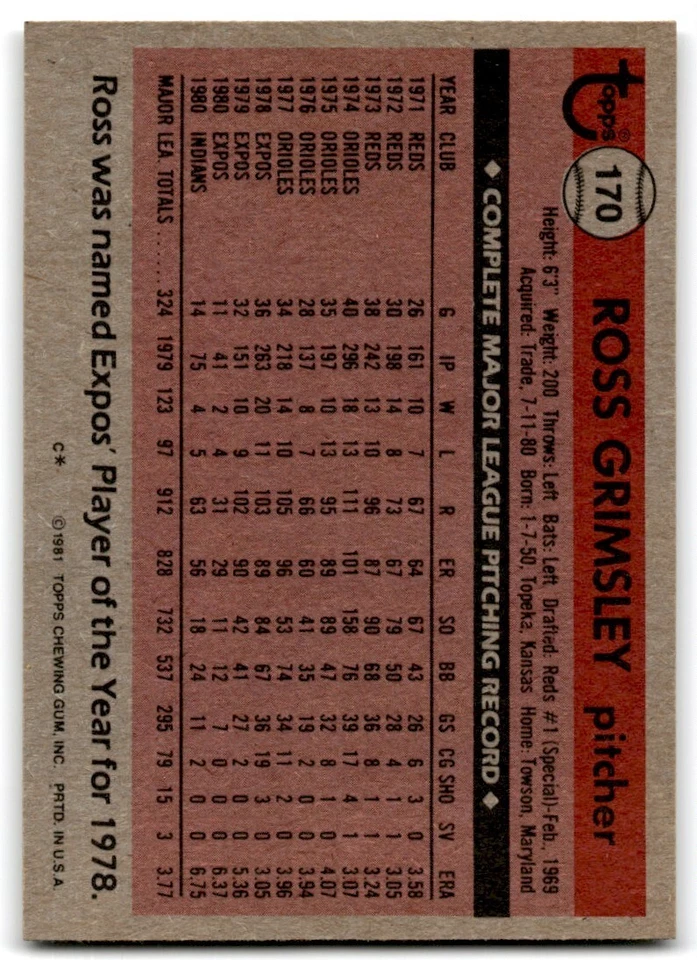 topps® 170 ROSS GRIMSLEY pitcher
Height: 6'3" Weight: 200 Throws: Left Bats: Left Drafted: Reds #1 (Special)-Feb., 1969
Acquired: Trade, 7-11-80 Born: 1-7-50, Topeka, Kansas Home: Towson, Maryland
◆ COMPLETE MAJOR LEAGUE PITCHING RECORD ◆
YEAR CLUB G IP W L R ER SO BB GS CG SHO SV ERA
1971 REDS 26 161 10 7 67 64 67 43 26 6 3 0 3.58
1972 REDS 30 198 14 8 73 67 79 50 28 4 1 1 3.05
1973 REDS 38 242 13 10 96 87 90 68 36 8 1 1 3.24
1974 ORIOLES 40 296 18 13 111 101 158 76 39 17 4 1 3.07
1975 ORIOLES 35 197 10 13 95 89 89 47 32 8 1 0 4.07
1976 ORIOLES 28 137 8 7 66 60 41 35 19 2 0 0 3.94
1977 ORIOLES 34 218 14 10 105 96 53 74 34 11 2 0 3.96
1978 EXPOS 36 263 20 11 103 89 84 67 36 19 3 0 3.05
1979 EXPOS 32 151 10 9 102 90 42 41 27 2 0 0 5.36
1980 EXPOS 11 41 2 4 31 29 11 12 7 0 0 0 6.37
1980 INDIANS 14 75 4 5 63 56 18 24 11 2 0 0 6.75
MAJOR LEA. TOTALS ...... 324 1979 123 97 912 828 732 537 295 79 15 3 3.77
Ross was named Expos' Player of the Year for 1978.
C* ©1981 TOPPS CHEWING GUM, INC. PRTD. IN U.S.A.